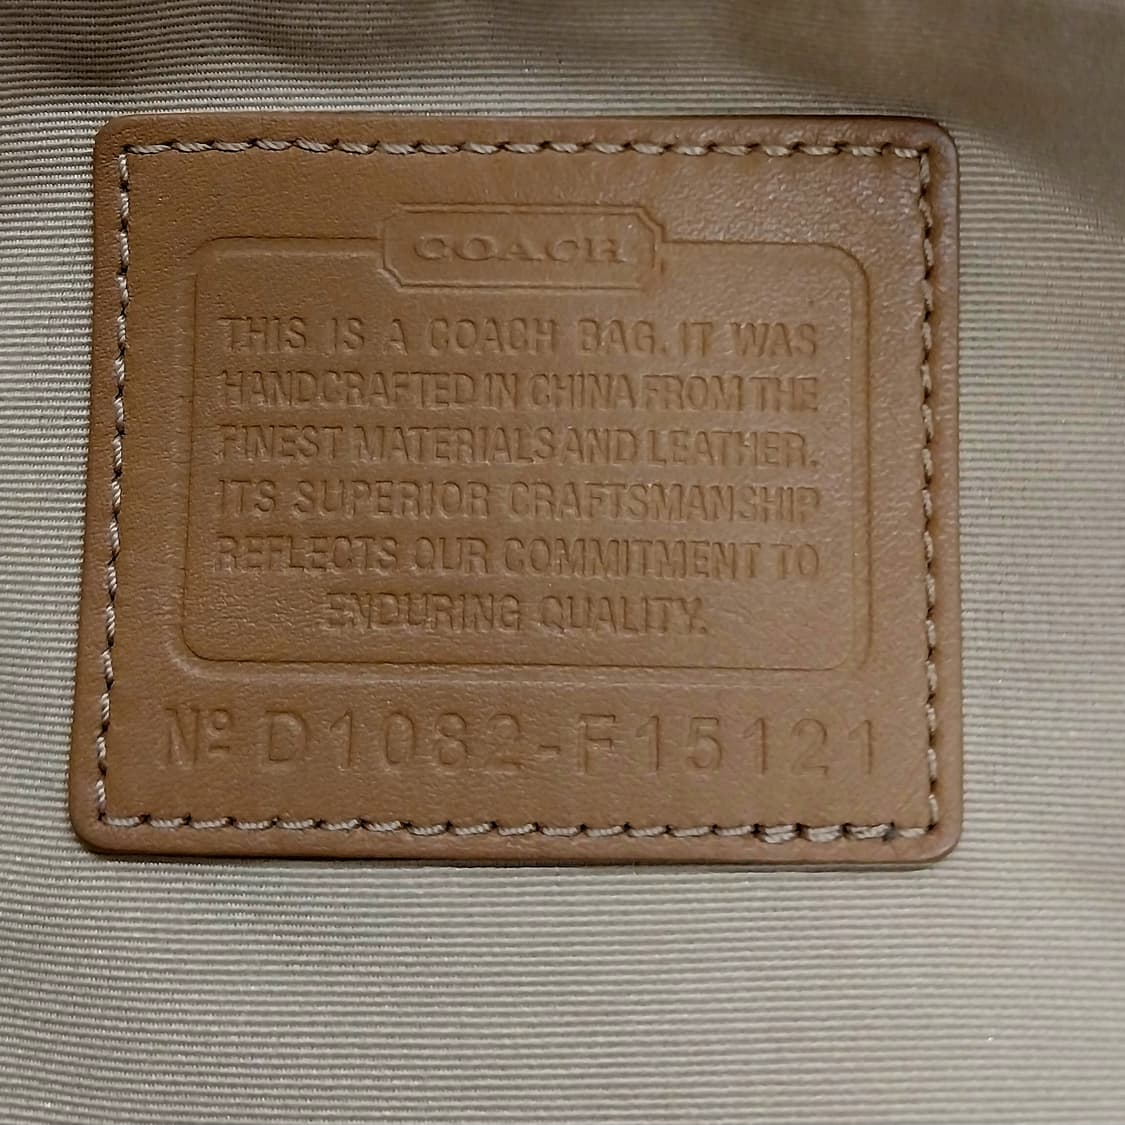 COACH
THIS IS A COACH BAG. IT WAS
HANDCRAFTED IN CHINA FROM THE
FINEST MATERIALS AND LEATHER.
ITS SUPERIOR CRAFTSMANSHIP
REFLECTS OUR COMMITMENT TO
ENDURING QUALITY.
Nº D1082-F15121